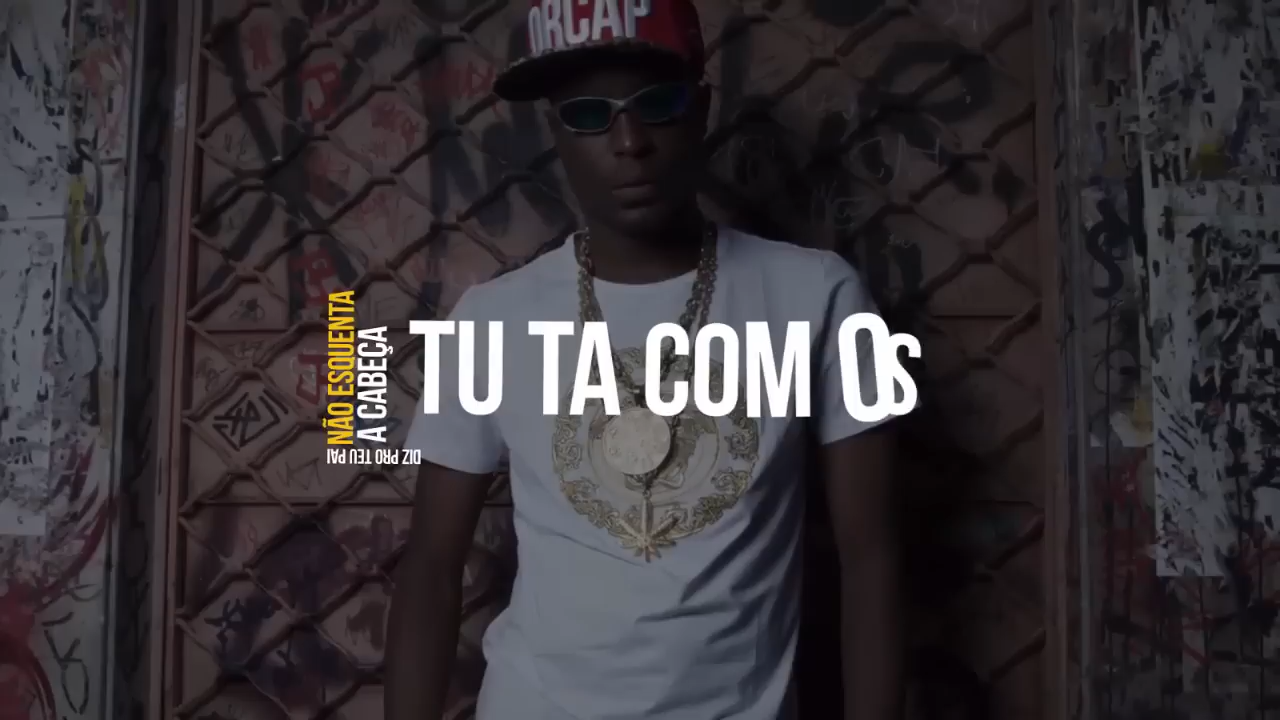 ORCAP
DIZ PRO TEU PAI
NÃO ESQUENTA
A CABEÇA
TU TA COM Os